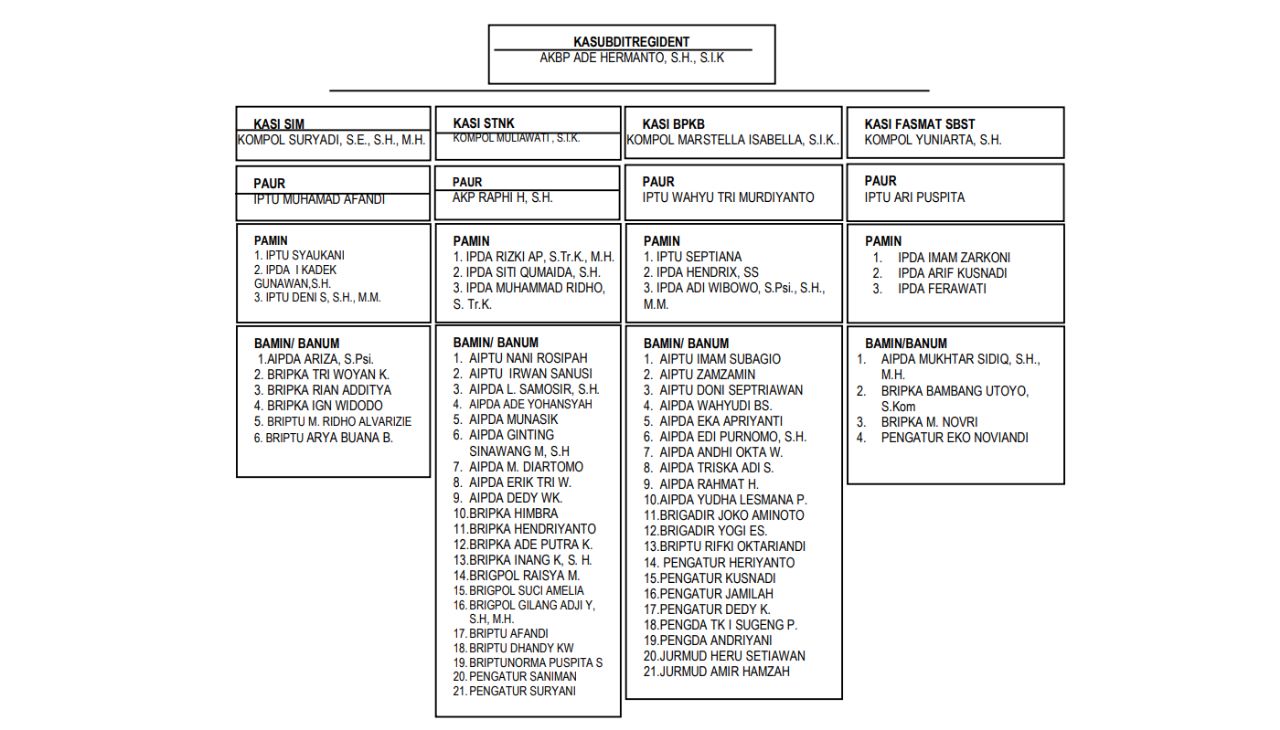 KASUBDITREGIDENT
AKBP ADE HERMANTO, S.H., S.I.K
KASI SIM
KOMPOL SURYADI, S.E., S.H., M.H.
PAUR
IPTU MUHAMAD AFANDI
PAMIN
1. IPTU SYAUKANI
2. IPDA I KADEK
GUNAWAN,S.H.
3. IPTU DENI S, S.H., M.M.
BAMIN/ BANUM
1.AIPDA ARIZA, S.Psi.
2. BRIPKA TRI WOYAN K.
3. BRIPKA RIAN ADDITYA
4. BRIPKA IGN WIDODO
5. BRIPTU M. RIDHO ALVARIZIE
6. BRIPTU ARYA BUANA B.
KASI STNK
KOMPOL MULIAWATI , S.I.K.
PAUR
AKP RAPHI H, S.H.
PAMIN
1. IPDA RIZKI AP, S.Tr.K., M.H.
2. IPDA SITI QUMAIDA, S.H.
3. IPDA MUHAMMAD RIDHO,
S. Tr.K.
BAMIN/ BANUM
1. AIPTU NANI ROSIPAH
2. AIPTU IRWAN SANUSI
3. AIPDA L. SAMOSIR, S.H.
4. AIPDA ADE YOHANSYAH
5. AIPDA MUNASIK
6. AIPDA GINTING
SINAWANG M, S.H
7. AIPDA M. DIARTOMO
8. AIPDA ERIK TRI W.
9. AIPDA DEDY WK.
10.BRIPKA HIMBRA
11.BRIPKA HENDRIYANTO
12.BRIPKA ADE PUTRA K.
13.BRIPKA INANG K, S. H.
14.BRIGPOL RAISYA M.
15. BRIGPOL SUCI AMELIA
16. BRIGPOL GILANG ADJI Y,
S.H, M.H.
17. BRIPTU AFANDI
18. BRIPTU DHANDY KW
19. BRIPTUNORMA PUSPITA S
20. PENGATUR SANIMAN
21. PENGATUR SURYANI
KASI BPKB
KOMPOL MARSTELLA ISABELLA, S.I.K..
PAUR
IPTU WAHYU TRI MURDIYANTO
PAMIN
1. IPTU SEPTIANA
2. IPDA HENDRIX, SS
3. IPDA ADI WIBOWO, S.Psi., S.H.,
M.M.
BAMIN/ BANUM
1. AIPTU IMAM SUBAGIO
2. AIPTU ZAMZAMIN
3. AIPTU DONI SEPTRIAWAN
4. AIPDA WAHYUDI BS.
5. AIPDA EKA APRIYANTI
6. AIPDA EDI PURNOMO, S.H.
7. AIPDA ANDHI OKTA W.
8. AIPDA TRISKA ADI S.
9. AIPDA RAHMAT H.
10.AIPDA YUDHA LESMANA P.
11.BRIGADIR JOKO AMINOTO
12.BRIGADIR YOGI ES.
13.BRIPTU RIFKI OKTARIANDI
14. PENGATUR HERIYANTO
15.PENGATUR KUSNADI
16.PENGATUR JAMILAH
17.PENGATUR DEDY K.
18.PENGDA TK I SUGENG P.
19.PENGDA ANDRIYANI
20.JURMUD HERU SETIAWAN
21.JURMUD AMIR HAMZAH
KASI FASMAT SBST
KOMPOL YUNIARTA, S.H.
PAUR
IPTU ARI PUSPITA
PAMIN
1. IPDA IMAM ZARKONI
2. IPDA ARIF KUSNADI
3. IPDA FERAWATI
BAMIN/BANUM
1. AIPDA MUKHTAR SIDIQ, S.H.,
M.H.
2. BRIPKA BAMBANG UTOYO,
S.Kom
3. BRIPKA M. NOVRI
4. PENGATUR EKO NOVIANDI